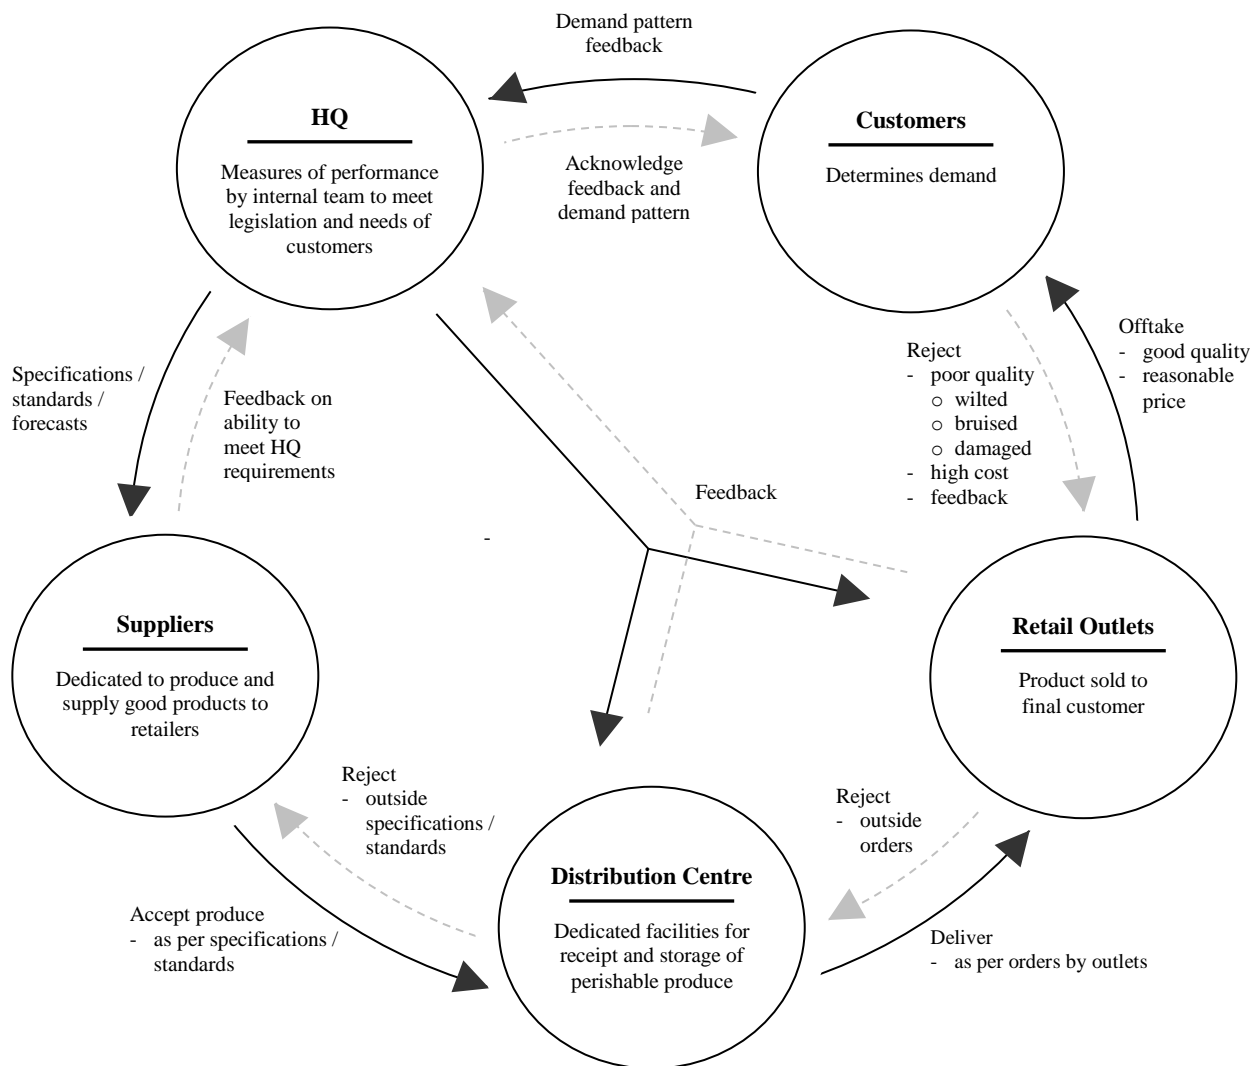 Demand pattern
feedback
HQ
Measures of performance
by internal team to meet
legislation and needs of
customers
Customers
Determines demand
Acknowledge
feedback and
demand pattern
Specifications /
standards /
forecasts
Feedback on
ability to
meet HQ
requirements
Reject
- poor quality
o wilted
o bruised
o damaged
- high cost
- feedback
Offtake
- good quality
- reasonable
price
Feedback
-
Suppliers
Dedicated to produce and
supply good products to
retailers
Retail Outlets
Product sold to
final customer
Reject
- outside
specifications /
standards
Reject
- outside
orders
Distribution Centre
Dedicated facilities for
receipt and storage of
perishable produce
Accept produce
- as per specifications /
standards
Deliver
- as per orders by outlets